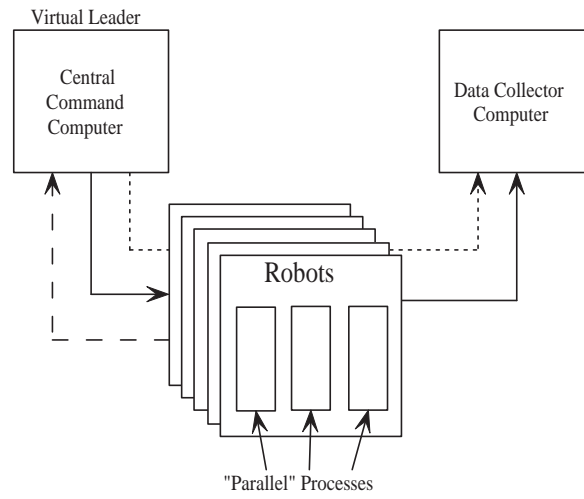 Virtual Leader
Central
Command
Computer
Data Collector
Computer
Robots
"Parallel" Processes